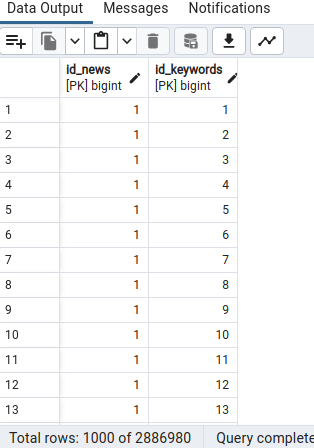 Data Output Messages Notifications
id_news id_keywords
[PK] bigint [PK] bigint
1 1 1
2 1 2
3 1 3
4 1 4
5 1 5
6 1 6
7 1 7
8 1 8
9 1 9
10 1 10
11 1 11
12 1 12
13 1 13
Total rows: 1000 of 2886980 Query complete